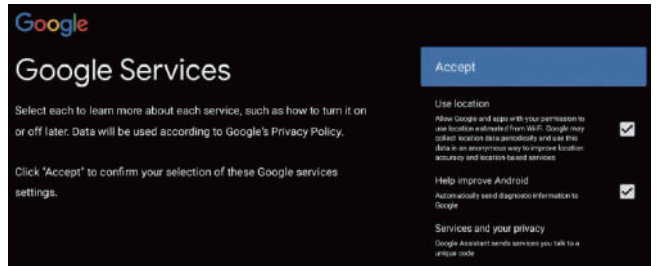 Google
Google Services
Select each to learn more about each service, such as how to turn it on
or off later. Data will be used according to Google's Privacy Policy.
Click "Accept" to confirm your selection of these Google services
settings.
Accept
Use location
Allow Google and apps with your permission to
use location estimated from Wi-Fi. Google may
collect location data periodically and use this
data in an anonymous way to improve location
accuracy and location based services
Help improve Android
Automatically send diagnostic information to
Google
Services and your privacy
Google Assistant sends services you talk to a
unique code